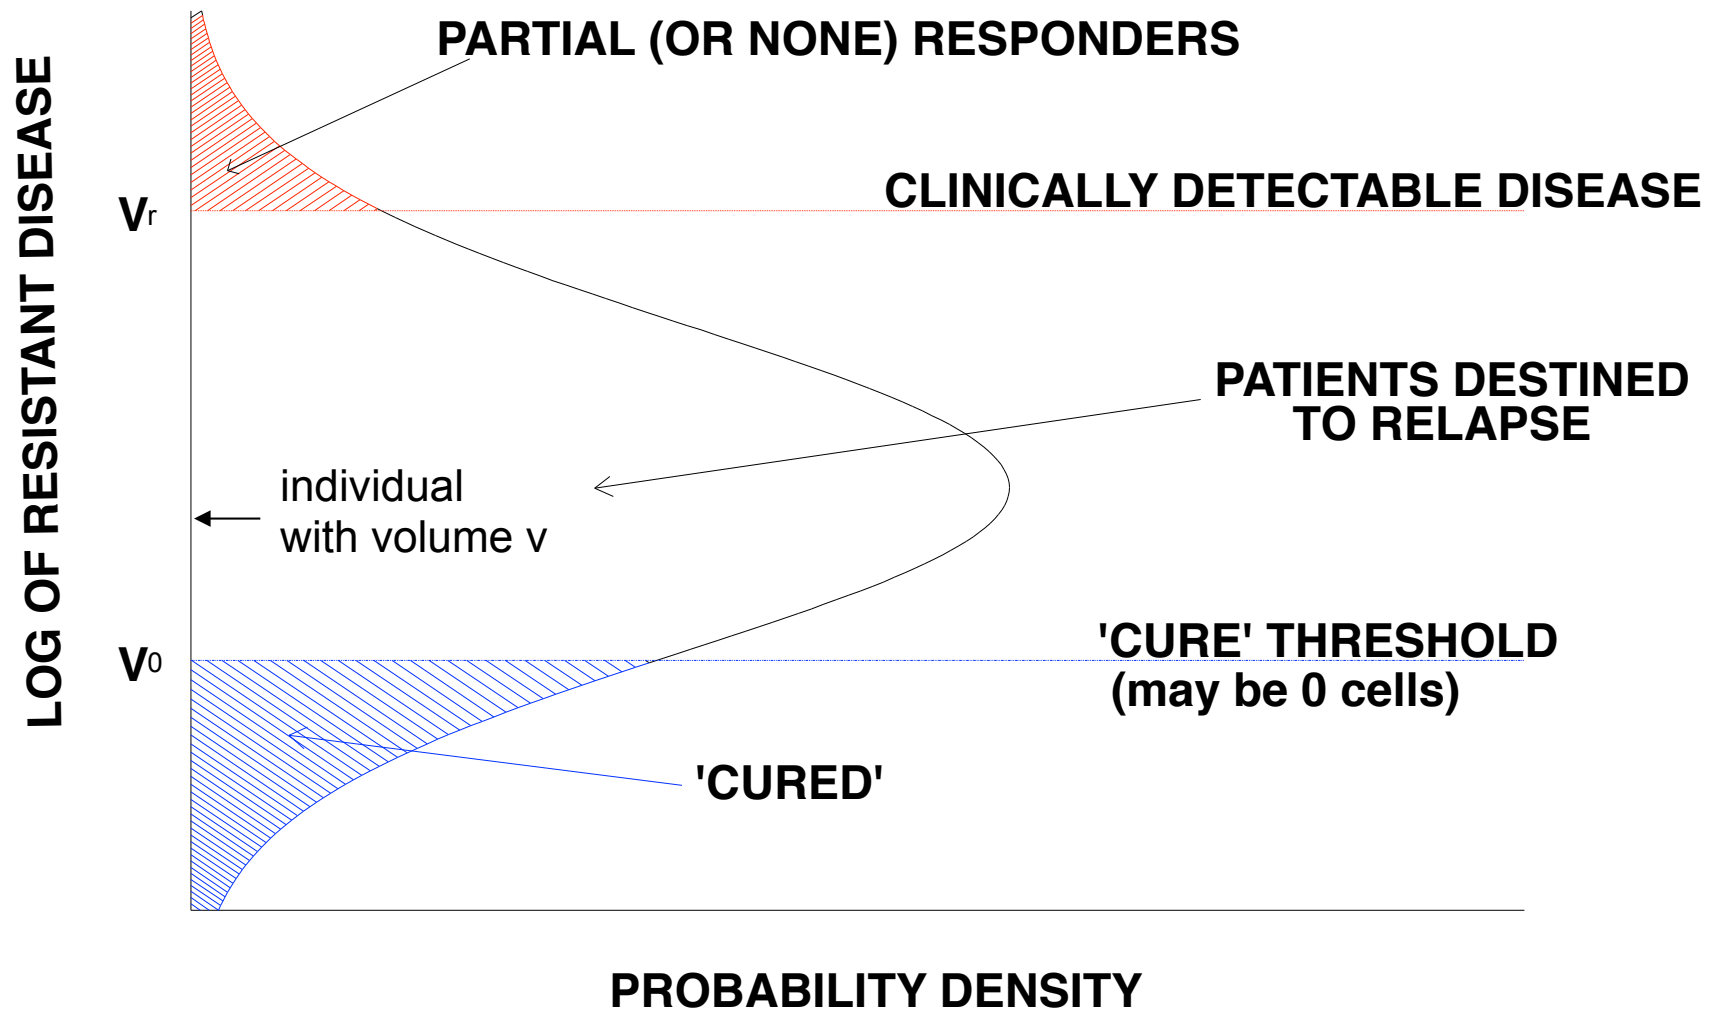 PARTIAL (OR NONE) RESPONDERS
LOG OF RESISTANT DISEASE
CLINICALLY DETECTABLE DISEASE
Vr
PATIENTS DESTINED
TO RELAPSE
individual
with volume v
'CURE' THRESHOLD
(may be 0 cells)
V0
'CURED'
PROBABILITY DENSITY